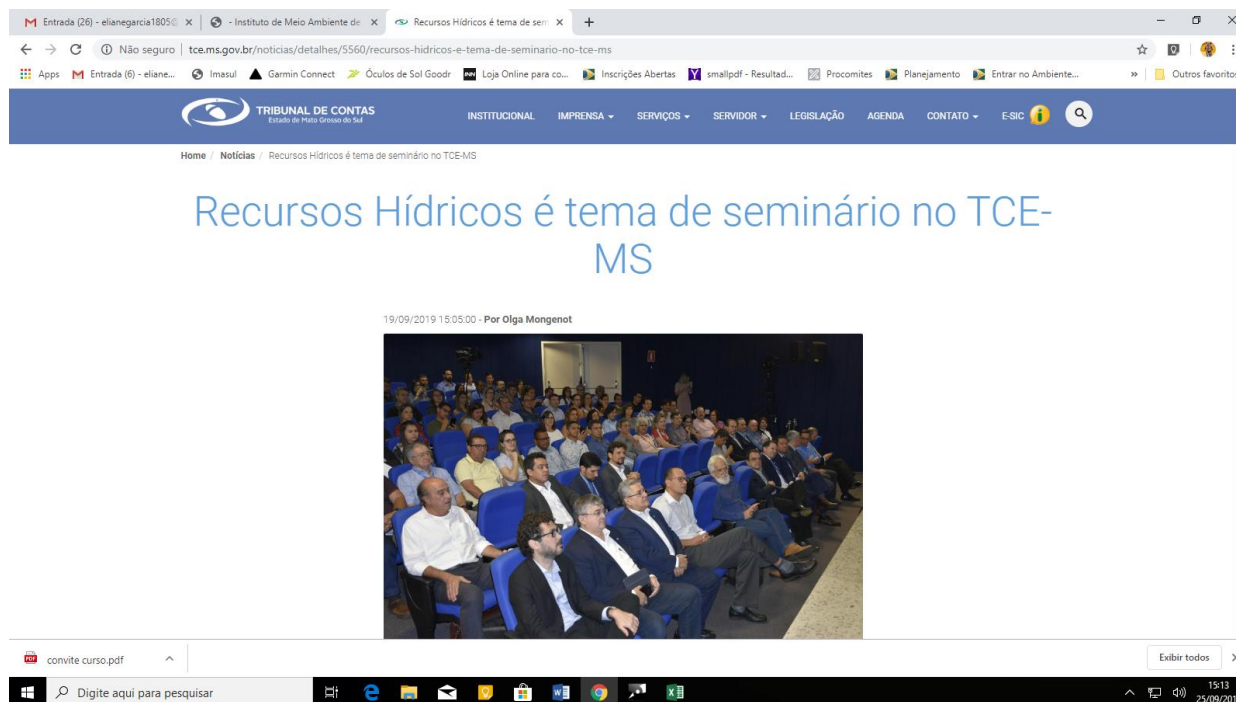 Entrada (26) - elianegarcia1805@
- Instituto de Meio Ambiente de
Recursos Hídricos é tema de sem
Não seguro | tce.ms.gov.br/noticias/detalhes/5560/recursos-hidricos-e-tema-de-seminario-no-tce-ms
Apps Entrada (6) - eliane... Imasul Garmin Connect Óculos de Sol Goodr Loja Online para co... Inscrições Abertas smallpdf - Resultad... Procomites Planejamento Entrar no Ambiente... » Outros favoritos
TRIBUNAL DE CONTAS
Estado de Mato Grosso do Sul
INSTITUCIONAL IMPRENSA SERVIÇOS SERVIDOR LEGISLAÇÃO AGENDA CONTATO E-SIC
Home / Notícias / Recursos Hídricos é tema de seminário no TCE-MS
Recursos Hídricos é tema de seminário no TCE-
MS
19/09/2019 15:05:00 - Por Olga Mongenot
convite curso.pdf
Exibir todos
Digite aqui para pesquisar
15:13
25/09/201